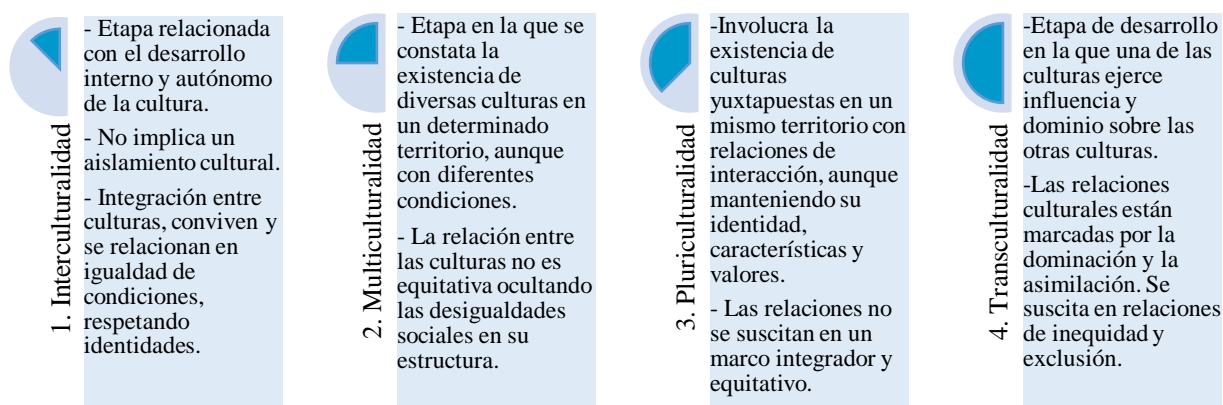 1. Interculturalidad
- Etapa relacionada
con el desarrollo
interno y autónomo
de la cultura.
- No implica un
aislamiento cultural.
- Integración entre
culturas, conviven y
se relacionan en
igualdad de
condiciones,
respetando
identidades.
2. Multiculturalidad
- Etapa en la que se
constata la
existencia de
diversas culturas en
un determinado
territorio, aunque
con diferentes
condiciones.
- La relación entre
las culturas no es
equitativa ocultando
las desigualdades
sociales en su
estructura.
3. Pluriculturalidad
-Involucra la
existencia de
culturas
yuxtapuestas en un
mismo territorio con
relaciones de
interacción, aunque
manteniendo su
identidad,
características y
valores.
- Las relaciones no
se suscitan en un
marco integrador y
equitativo.
4. Transculturalidad
-Etapa de desarrollo
en la que una de las
culturas ejerce
influencia y
dominio sobre las
otras culturas.
-Las relaciones
culturales están
marcadas por la
dominación y la
asimilación. Se
suscita en relaciones
de inequidad y
exclusión.